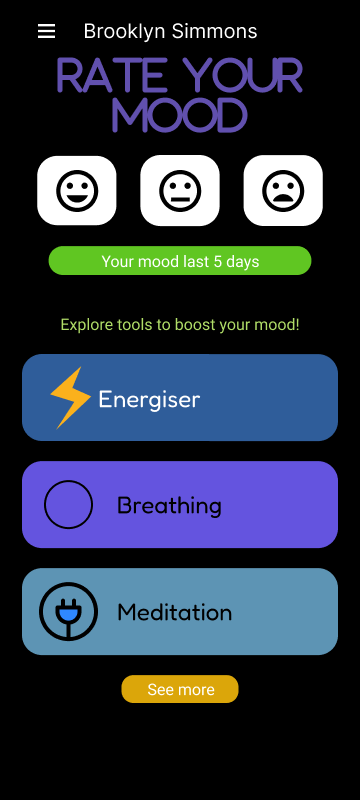 Brooklyn Simmons
RATE YOUR
MOOD
Your mood last 5 days
Explore tools to boost your mood!
Energiser
Breathing
Meditation
See more